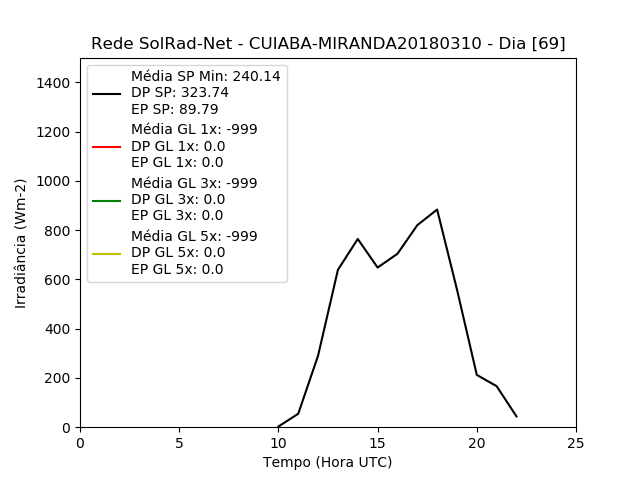 Rede SolRad-Net - CUIABA-MIRANDA20180310 - Dia [69]
Média SP Min: 240.14
DP SP: 323.74
EP SP: 89.79
Média GL 1x: -999
DP GL 1x: 0.0
EP GL 1x: 0.0
Média GL 3x: -999
DP GL 3x: 0.0
EP GL 3x: 0.0
Média GL 5x: -999
DP GL 5x: 0.0
EP GL 5x: 0.0
Irradiância (Wm-2)
1400
1200
1000
800
600
400
200
0
0 5 10 15 20 25
Tempo (Hora UTC)